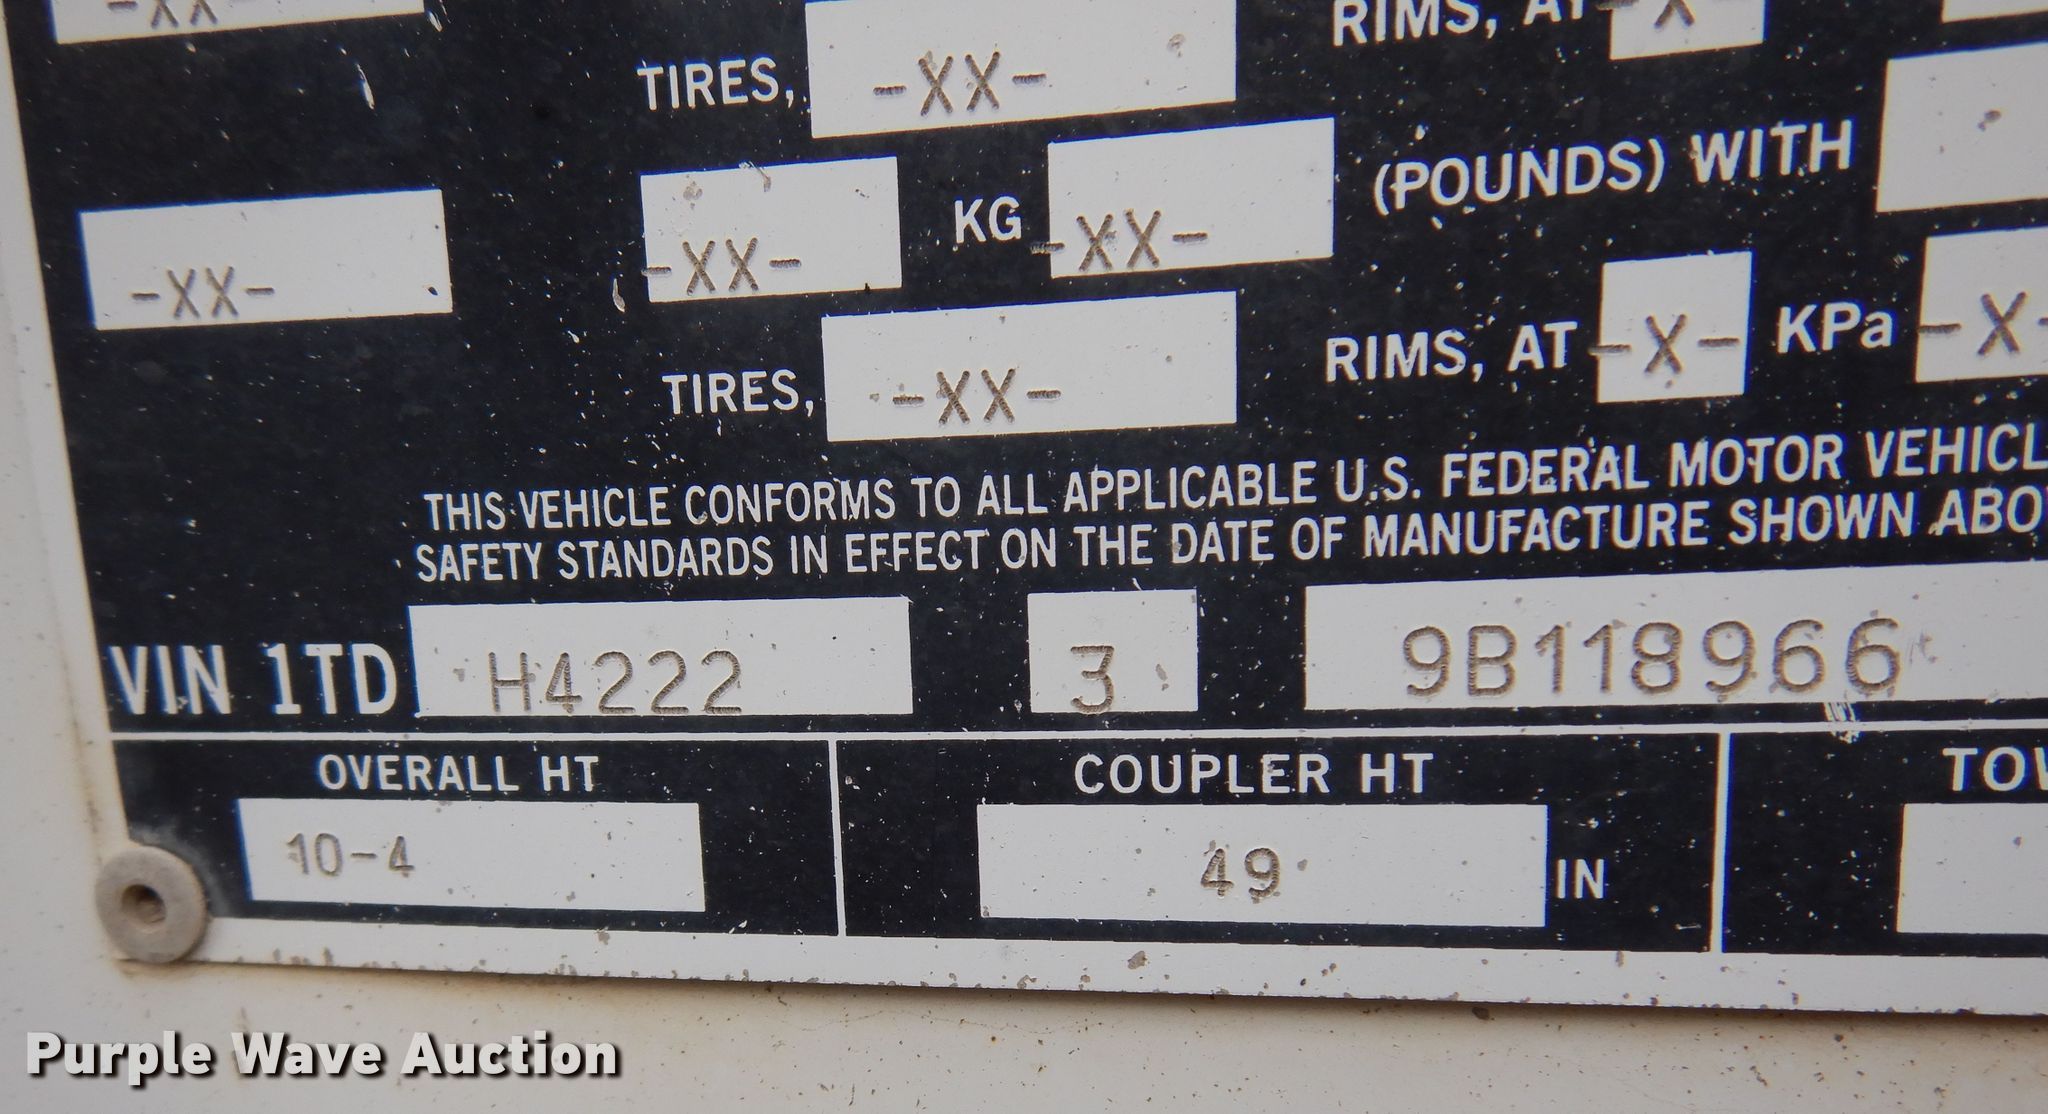 -XX-
RIMS, AT -X-
TIRES, -XX-
-XX- -XX- KG -XX- (POUNDS) WITH
TIRES, -XX- RIMS, AT -X- KPa -X-
THIS VEHICLE CONFORMS TO ALL APPLICABLE U.S. FEDERAL MOTOR VEHICL
SAFETY STANDARDS IN EFFECT ON THE DATE OF MANUFACTURE SHOWN ABO
VIN 1TD H4222 3 9B118966
OVERALL HT COUPLER HT TOW
10-4 49 IN
Purple Wave Auction